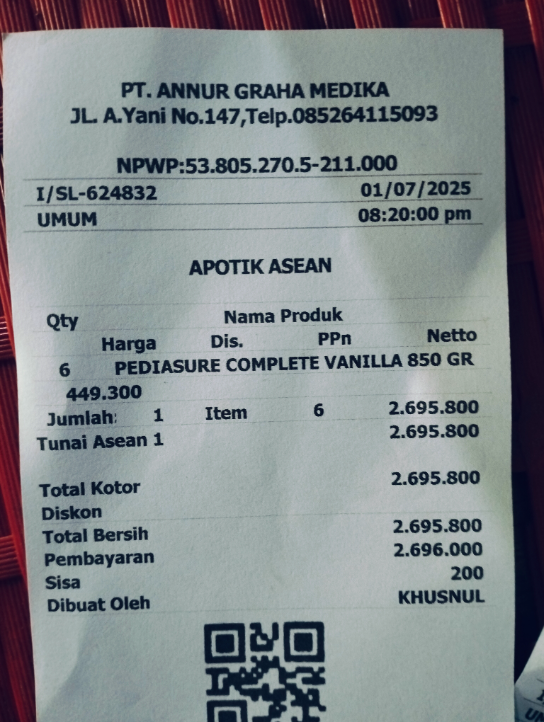 PT. ANNUR GRAHA MEDIKA
JL. A.Yani No.147,Telp.085264115093
NPWP:53.805.270.5-211.000
I/SL-624832 01/07/2025
UMUM 08:20:00 pm
APOTIK ASEAN
Qty Nama Produk
Harga Dis. PPn Netto
6 PEDIASURE COMPLETE VANILLA 850 GR
449.300
Jumlah: 1 Item 6 2.695.800
Tunai Asean 1 2.695.800
Total Kotor 2.695.800
Diskon
Total Bersih 2.695.800
Pembayaran 2.696.000
Sisa 200
Dibuat Oleh KHUSNUL